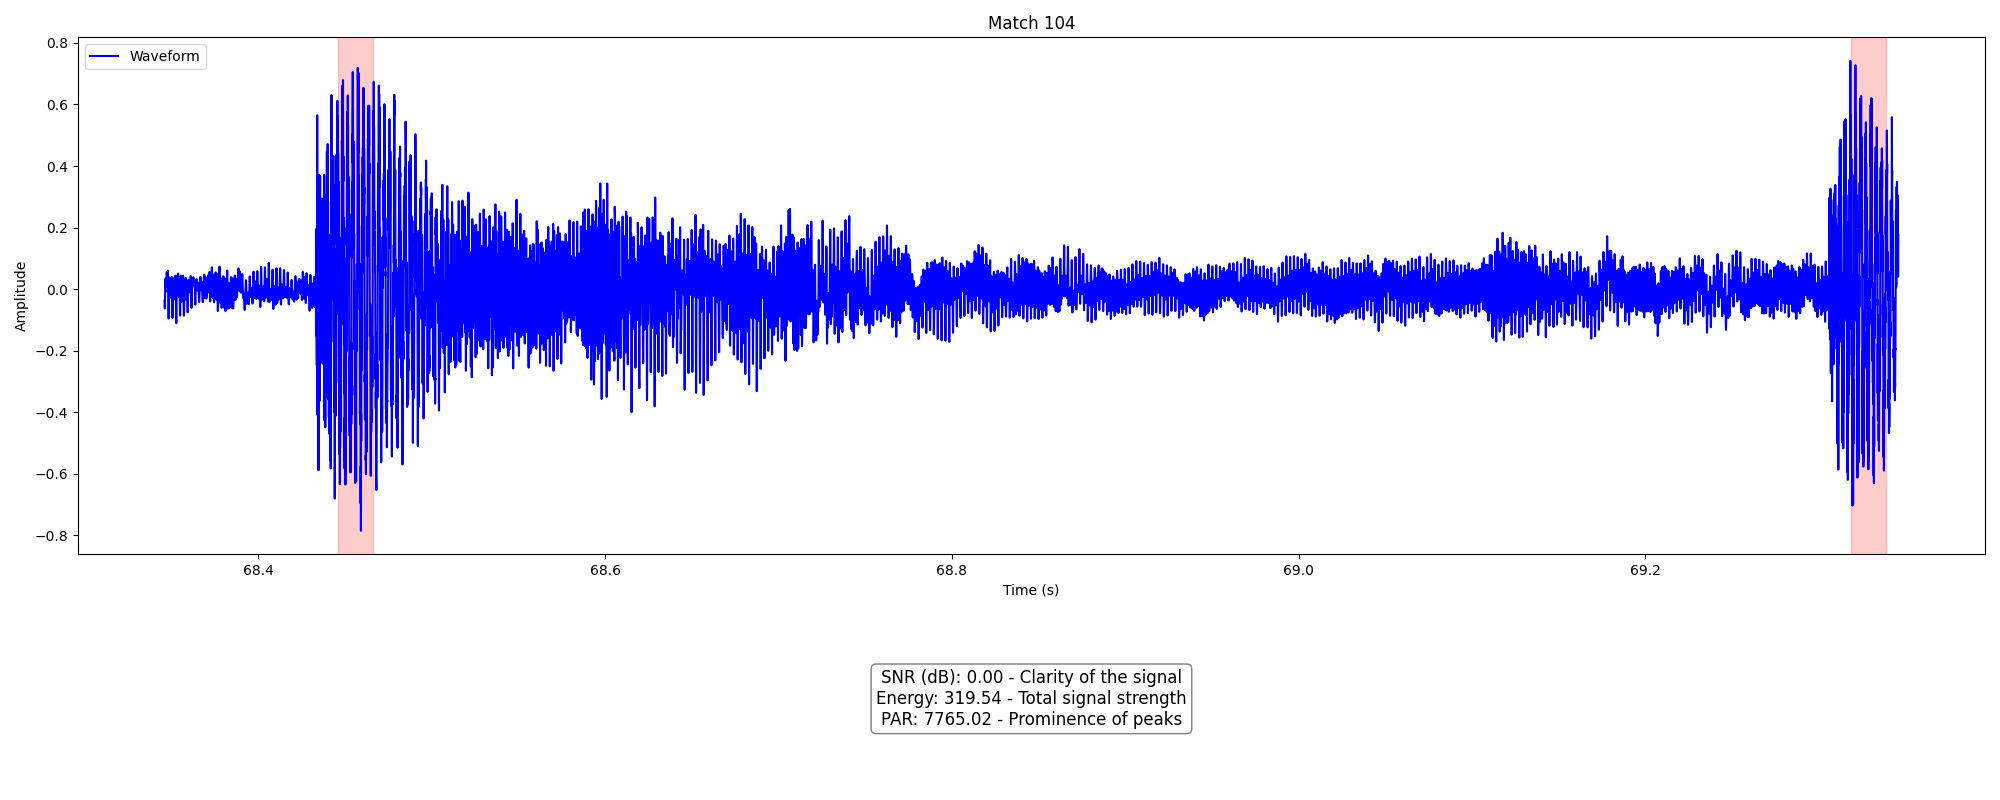 Match 104
Waveform
0.8
0.6
0.4
0.2
0.0
−0.2
−0.4
−0.6
−0.8
Amplitude
68.4 68.6 68.8 69.0 69.2
Time (s)
SNR (dB): 0.00 - Clarity of the signal
Energy: 319.54 - Total signal strength
PAR: 7765.02 - Prominence of peaks